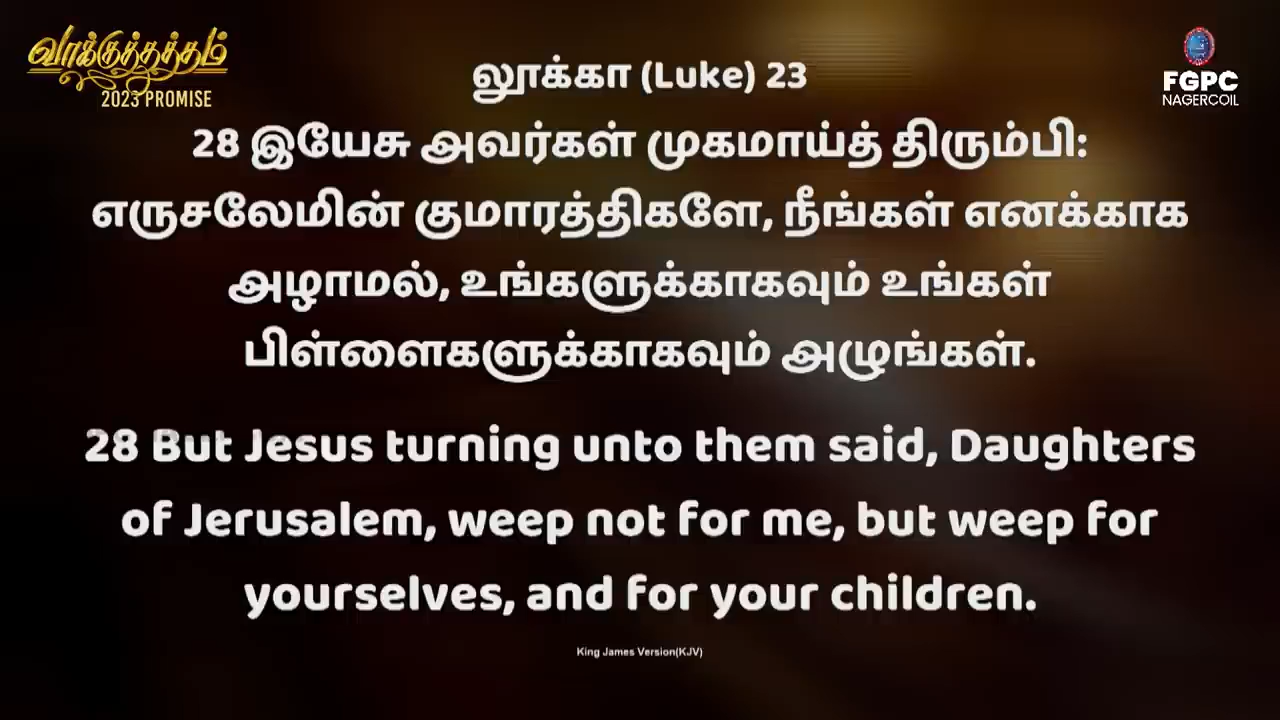 வாக்குத்தத்தம்
2023 PROMISE
FGPC
NAGERCOIL
லூக்கா (Luke) 23
28 இயேசு அவர்கள் முகமாய்த் திரும்பி:
எருசலேமின் குமாரத்திகளே, நீங்கள் எனக்காக
அழாமல், உங்களுக்காகவும் உங்கள்
பிள்ளைகளுக்காகவும் அழுங்கள்.
28 But Jesus turning unto them said, Daughters
of Jerusalem, weep not for me, but weep for
yourselves, and for your children.
King James Version(KJV)